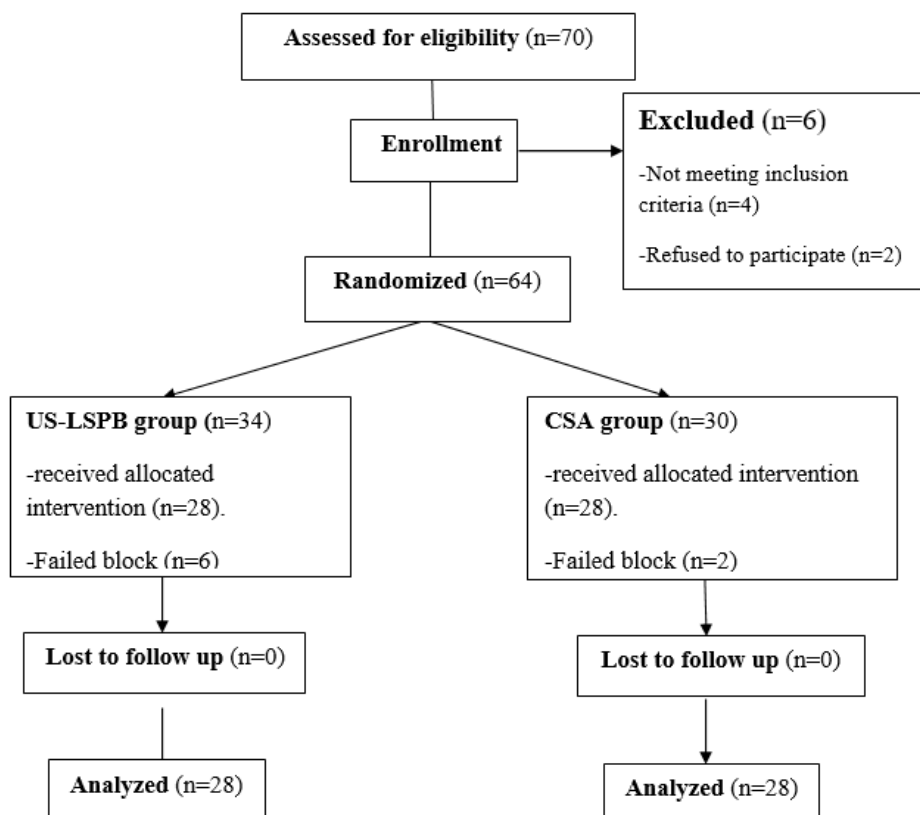 Assessed for eligibility (n=70)
Enrollment
Excluded (n=6)
-Not meeting inclusion
criteria (n=4)
-Refused to participate (n=2)
Randomized (n=64)
US-LSPB group (n=34)
-received allocated
intervention (n=28).
-Failed block (n=6)
CSA group (n=30)
-received allocated intervention
(n=28).
-Failed block (n=2)
Lost to follow up (n=0)
Lost to follow up (n=0)
Analyzed (n=28)
Analyzed (n=28)